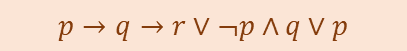 𝑝 → 𝑞 → 𝑟 ∨ ¬𝑝 ∧ 𝑞 ∨ 𝑝